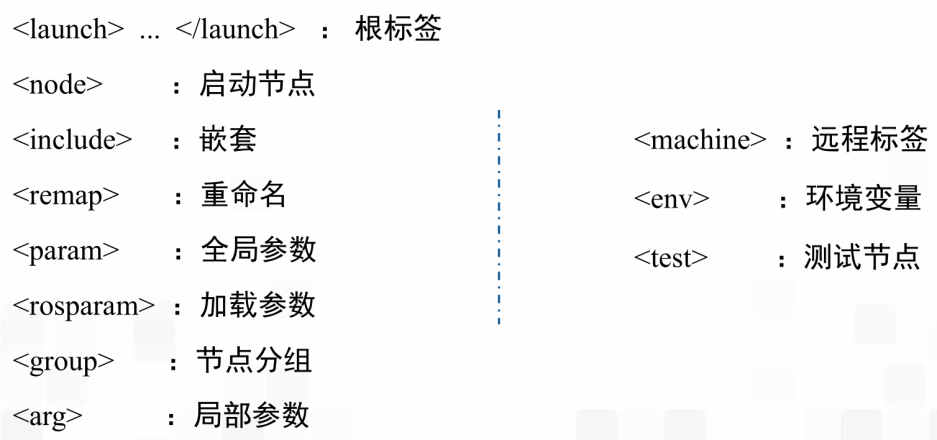 <launch> ... </launch> ：根标签
<node> ：启动节点
<include> ：嵌套
<remap> ：重命名
<param> ：全局参数
<rosparam> ：加载参数
<group> ：节点分组
<arg> ：局部参数
<machine> ：远程标签
<env> ：环境变量
<test> ：测试节点